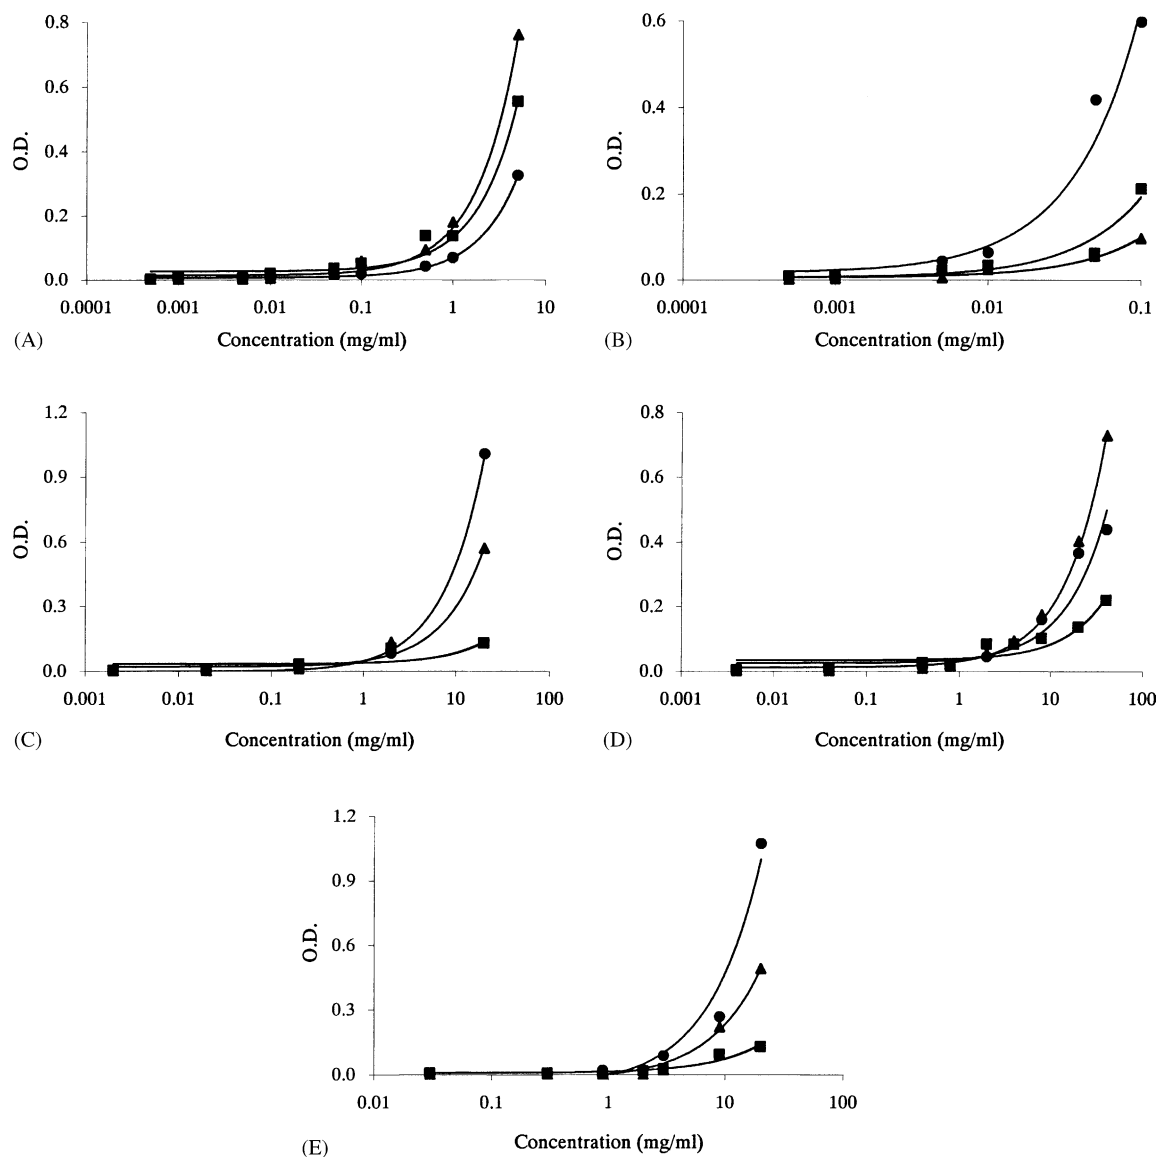 0.8
0.6
0.4
0.2
0.0
O.D.
0.0001 0.001 0.01 0.1 1 10
Concentration (mg/ml)
(A)
0.6
0.4
0.2
0.0
O.D.
0.0001 0.001 0.01 0.1
Concentration (mg/ml)
(B)
1.2
0.9
0.6
0.3
0.0
O.D.
0.001 0.01 0.1 1 10 100
Concentration (mg/ml)
(C)
0.8
0.6
0.4
0.2
0.0
O.D.
0.001 0.01 0.1 1 10 100
Concentration (mg/ml)
(D)
1.2
0.9
0.6
0.3
0.0
O.D.
0.01 0.1 1 10 100
Concentration (mg/ml)
(E)